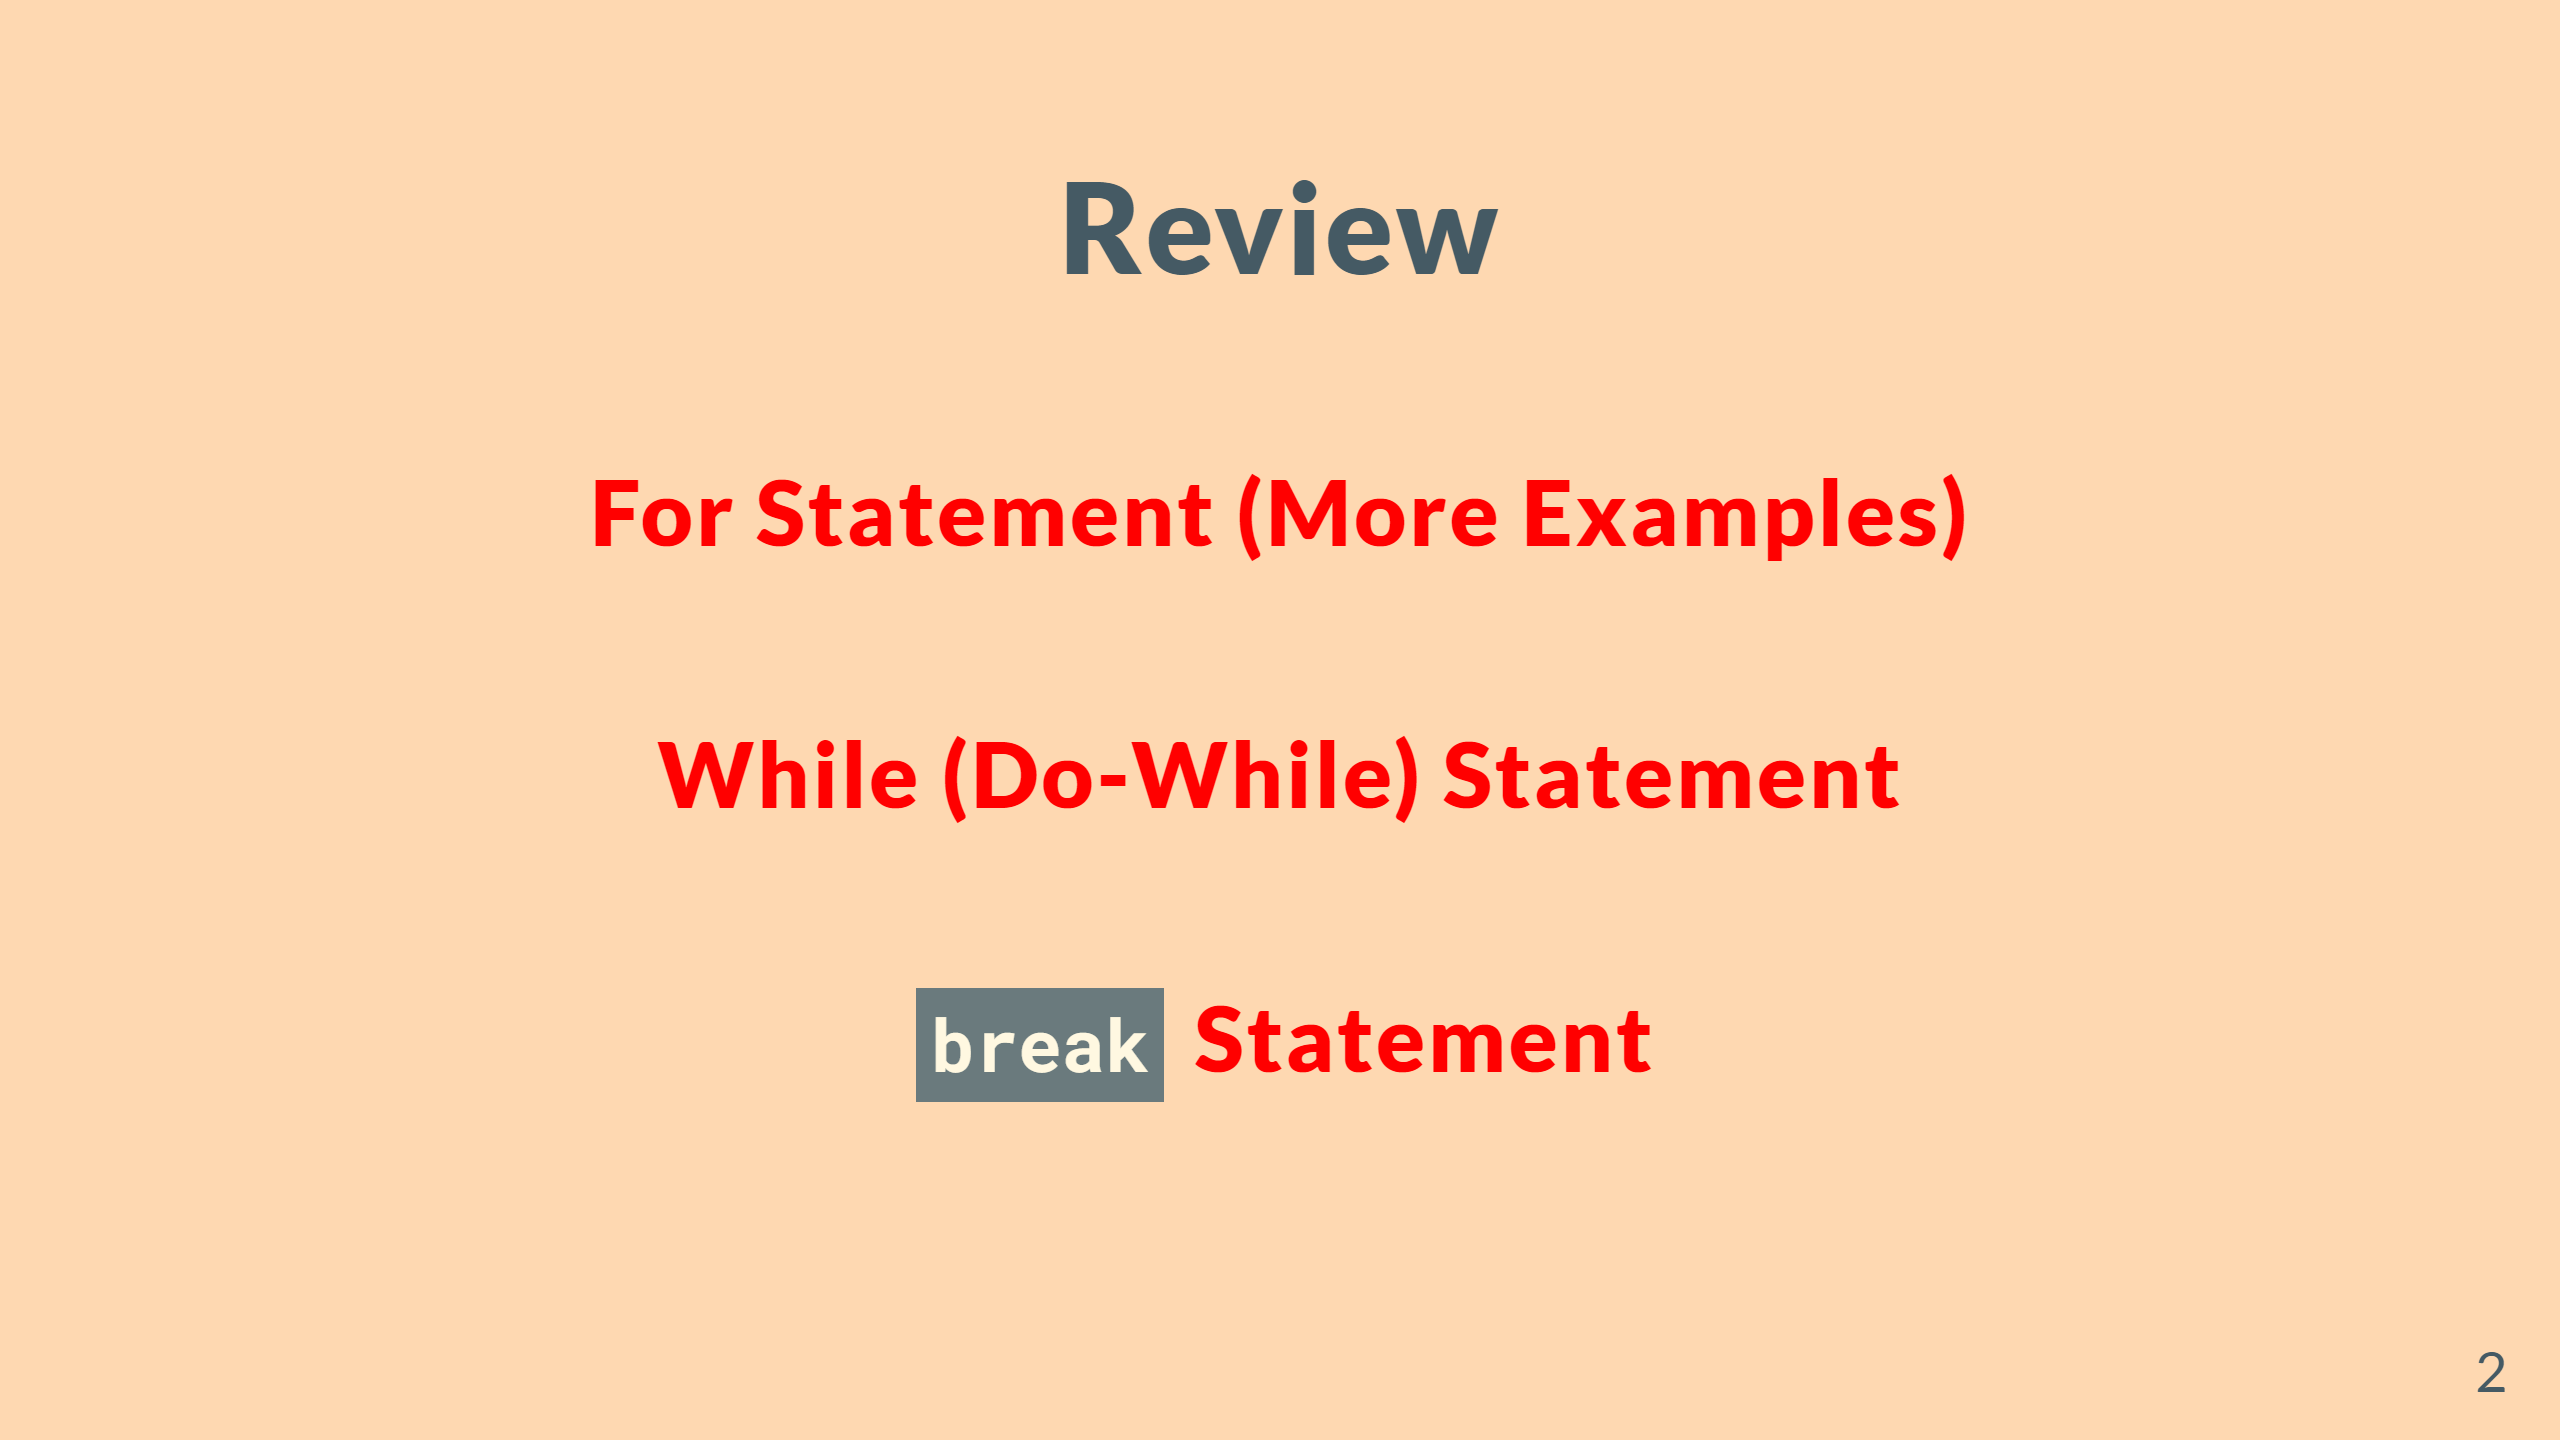 Review
For Statement (More Examples)
While (Do-While) Statement
break Statement
2